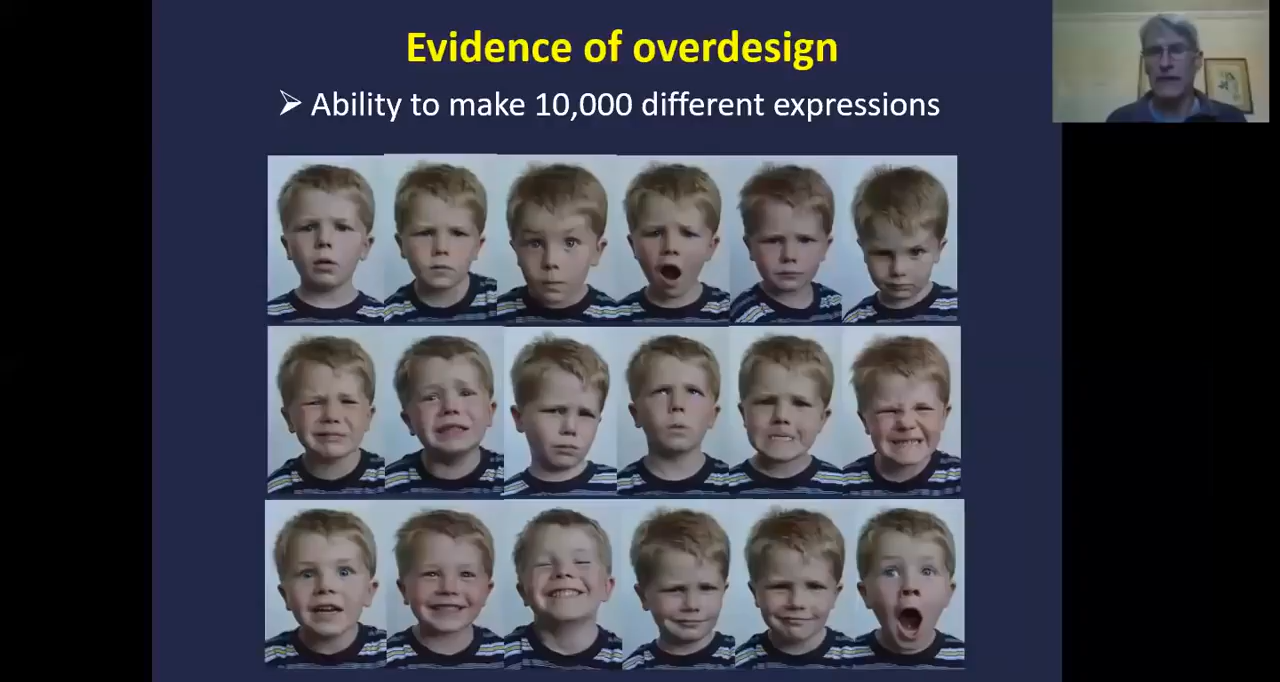 Evidence of overdesign
➢ Ability to make 10,000 different expressions